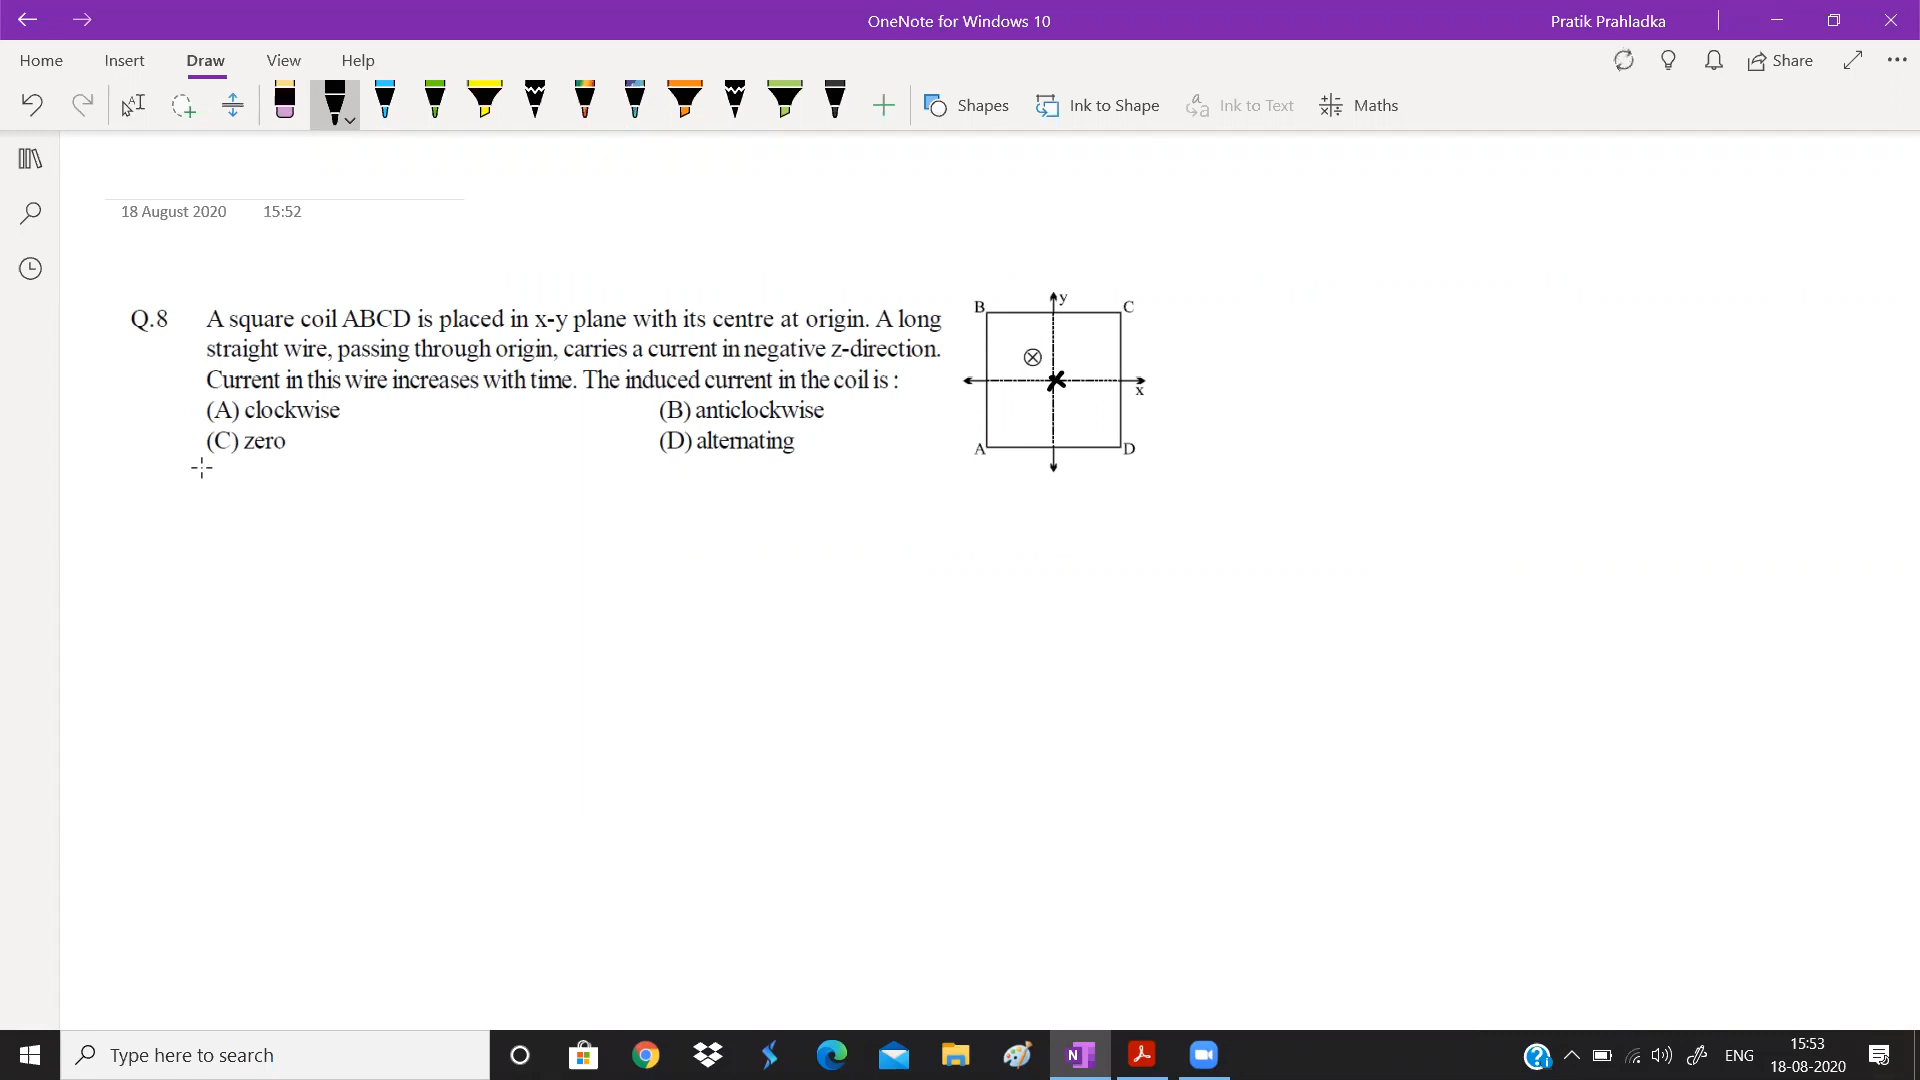 OneNote for Windows 10
Pratik Prahladka
Home Insert Draw View Help
Share
Shapes Ink to Shape Ink to Text Maths
18 August 2020 15:52
Q.8 A square coil ABCD is placed in x-y plane with its centre at origin. A long
straight wire, passing through origin, carries a current in negative z-direction.
Current in this wire increases with time. The induced current in the coil is :
(A) clockwise (B) anticlockwise
(C) zero (D) alternating
y
B C
x
A D
Type here to search
ENG
15:53
18-08-2020